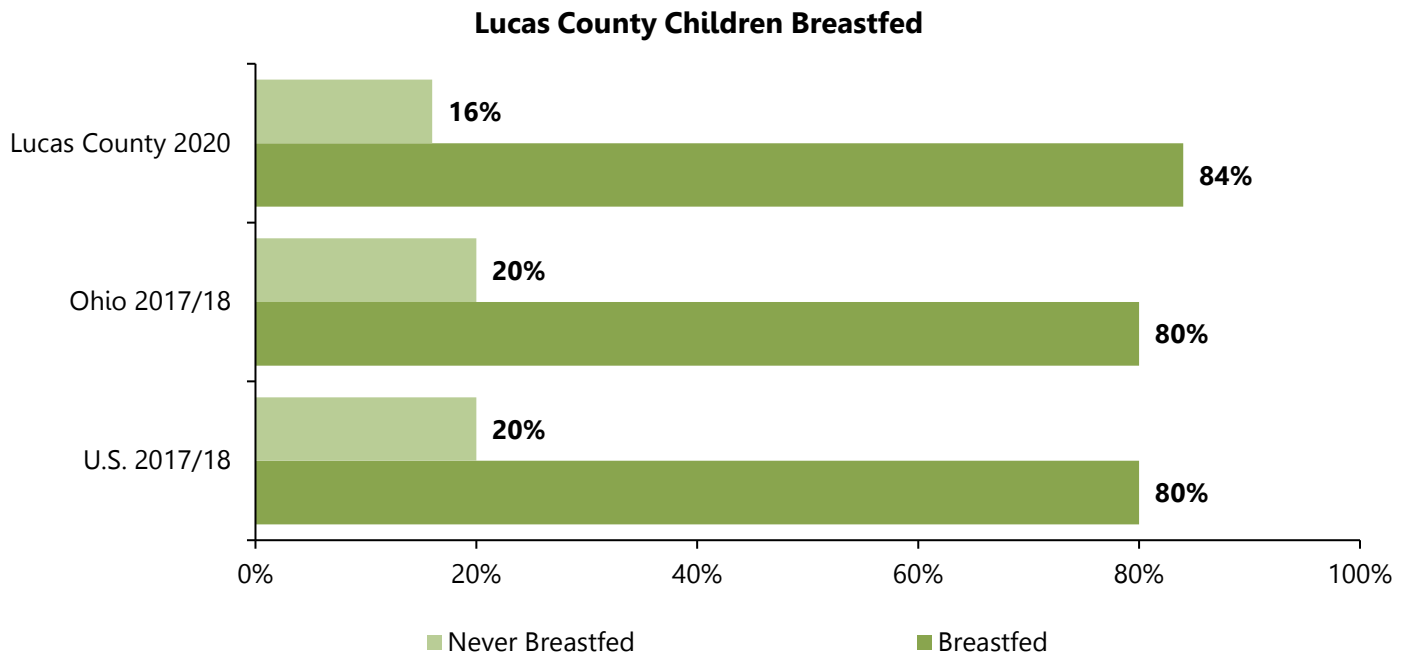 Lucas County Children Breastfed
16%
Lucas County 2020
84%
20%
Ohio 2017/18
80%
20%
U.S. 2017/18
80%
0% 20% 40% 60% 80% 100%
Never Breastfed Breastfed